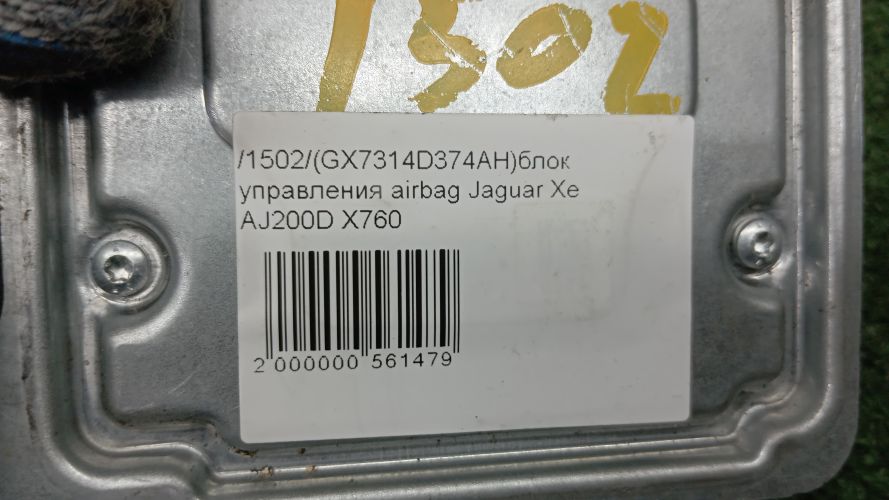 1502
/1502/(GX7314D374AH)блок
управления airbag Jaguar Xe
AJ200D X760
2 000000 561479